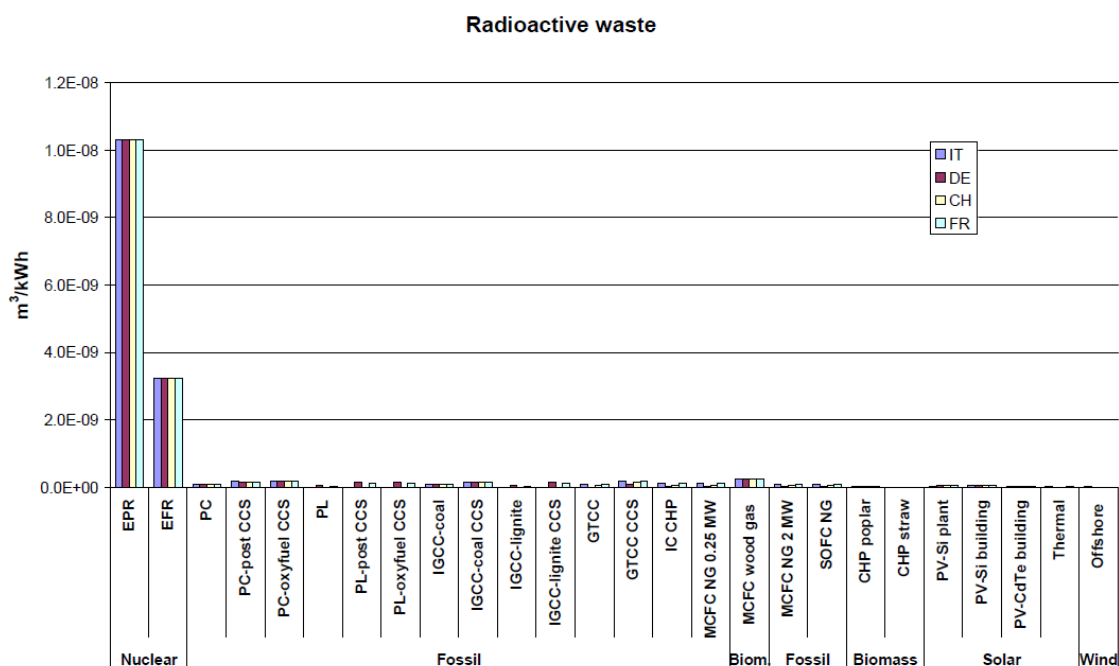 Radioactive waste
1.2E-08
1.0E-08
8.0E-09
6.0E-09
4.0E-09
2.0E-09
0.0E+00
m³/kWh
IT
DE
CH
FR
EPR
EFR
PC
PC-post CCS
PC-oxyfuel CCS
PL
PL-post CCS
PL-oxyfuel CCS
IGCC-coal
IGCC-coal CCS
IGCC-lignite
IGCC-lignite CCS
GTCC
GTCC CCS
IC CHP
MCFC NG 0.25 MW
MCFC wood gas
MCFC NG 2 MW
SOFC NG
CHP poplar
CHP straw
PV-Si plant
PV-Si building
PV-CdTe building
Thermal
Offshore
Nuclear
Fossil
Biom.
Fossil
Biomass
Solar
Wind